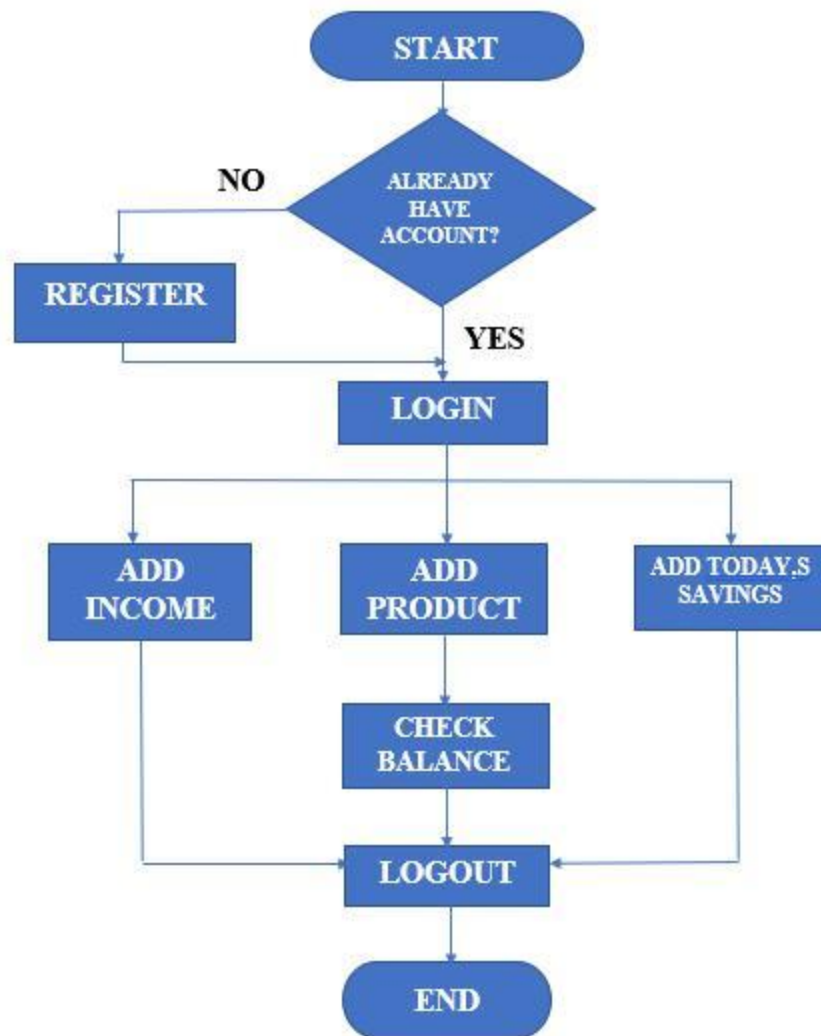 START
ALREADY
HAVE
ACCOUNT?
NO
REGISTER
YES
LOGIN
ADD
INCOME
ADD
PRODUCT
ADD TODAY,S
SAVINGS
CHECK
BALANCE
LOGOUT
END